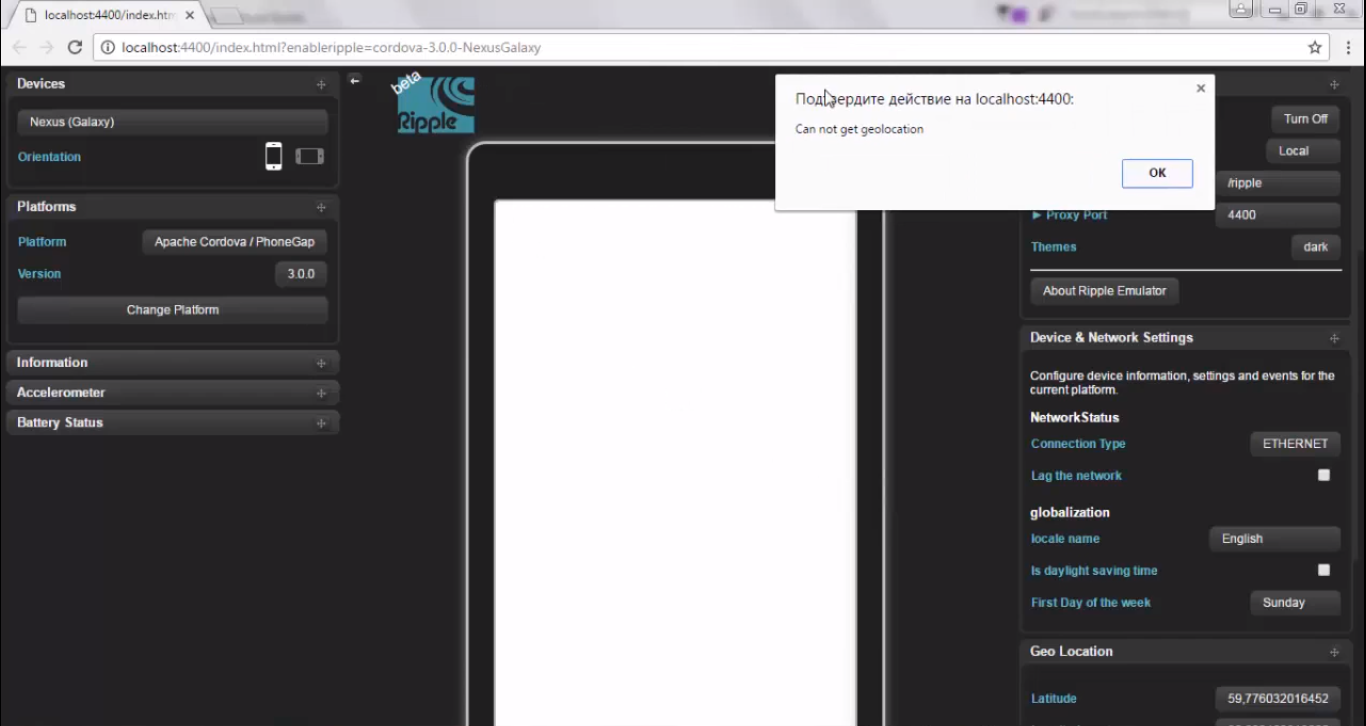 localhost:4400/index.htm
localhost:4400/index.html?enableripple=cordova-3.0.0-NexusGalaxy
Devices
Nexus (Galaxy)
Orientation
Platforms
Platform
Apache Cordova / PhoneGap
Version
3.0.0
Change Platform
Information
Accelerometer
Battery Status
beta
Ripple
Подтвердите действие на localhost:4400:
Can not get geolocation
OK
Turn Off
Local
/ripple
Proxy Port
4400
Themes
dark
About Ripple Emulator
Device & Network Settings
Configure device information, settings and events for the
current platform.
NetworkStatus
Connection Type
ETHERNET
Lag the network
globalization
locale name
English
Is daylight saving time
First Day of the week
Sunday
Geo Location
Latitude
59,776032016452